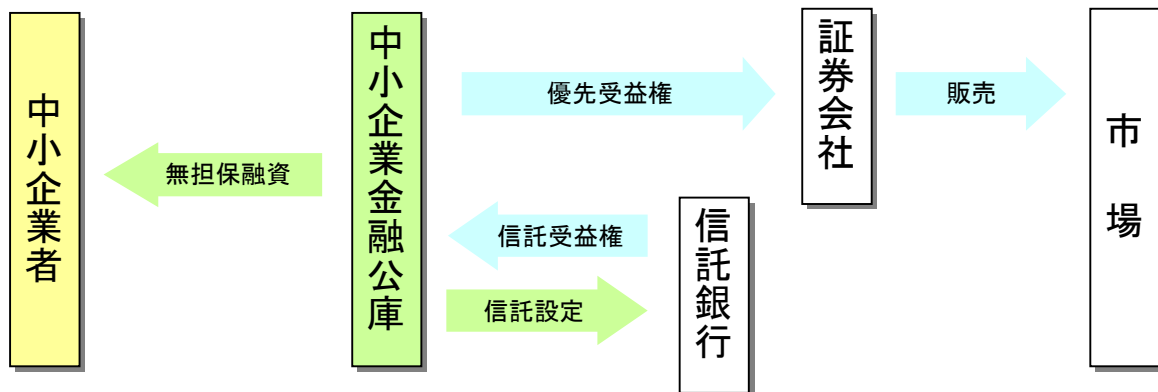 中小企業者
無担保融資
中小企業金融公庫
優先受益権
信託受益権
信託設定
信託銀行
証券会社
販売
市場